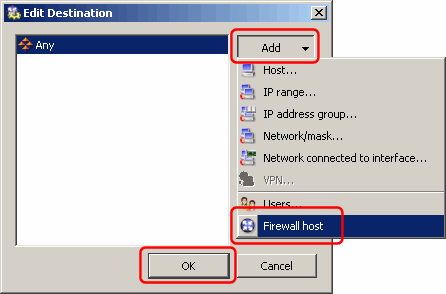 Edit Destination
Any
Add
Host...
IP range...
IP address group...
Network/mask...
Network connected to interface...
VPN...
Users...
Firewall host
OK
Cancel